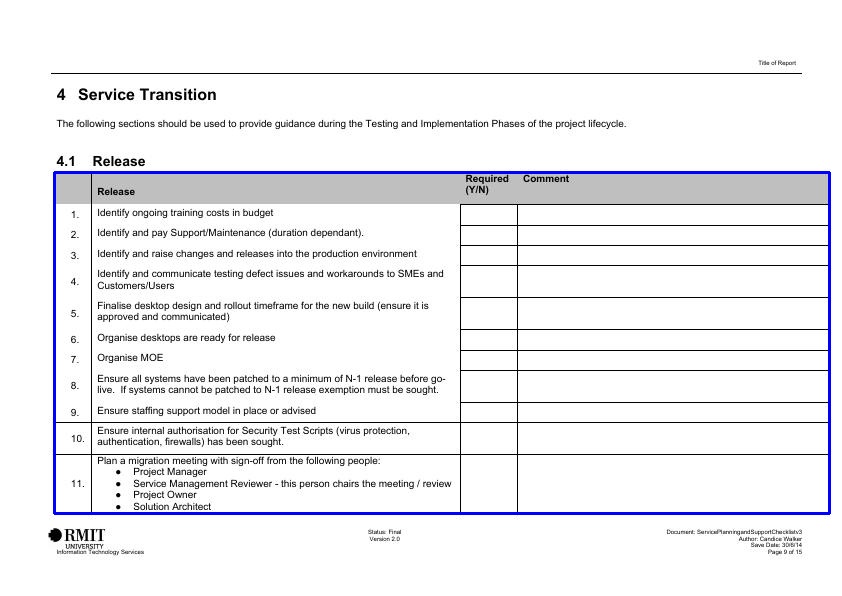 Title of Report
4 Service Transition
The following sections should be used to provide guidance during the Testing and Implementation Phases of the project lifecycle.
4.1 Release
Release
Required
(Y/N)
Comment
1. Identify ongoing training costs in budget
2. Identify and pay Support/Maintenance (duration dependant).
3. Identify and raise changes and releases into the production environment
4. Identify and communicate testing defect issues and workarounds to SMEs and
Customers/Users
5. Finalise desktop design and rollout timeframe for the new build (ensure it is
approved and communicated)
6. Organise desktops are ready for release
7. Organise MOE
8. Ensure all systems have been patched to a minimum of N-1 release before go-
live. If systems cannot be patched to N-1 release exemption must be sought.
9. Ensure staffing support model in place or advised
10. Ensure internal authorisation for Security Test Scripts (virus protection,
authentication, firewalls) has been sought.
11. Plan a migration meeting with sign-off from the following people:
● Project Manager
● Service Management Reviewer - this person chairs the meeting / review
● Project Owner
● Solution Architect
RMIT
UNIVERSITY
Information Technology Services
Status: Final
Version 2.0
Document: ServicePlanningandSupportChecklistv3
Author: Candice Walker
Save Date: 30/6/14
Page 9 of 15